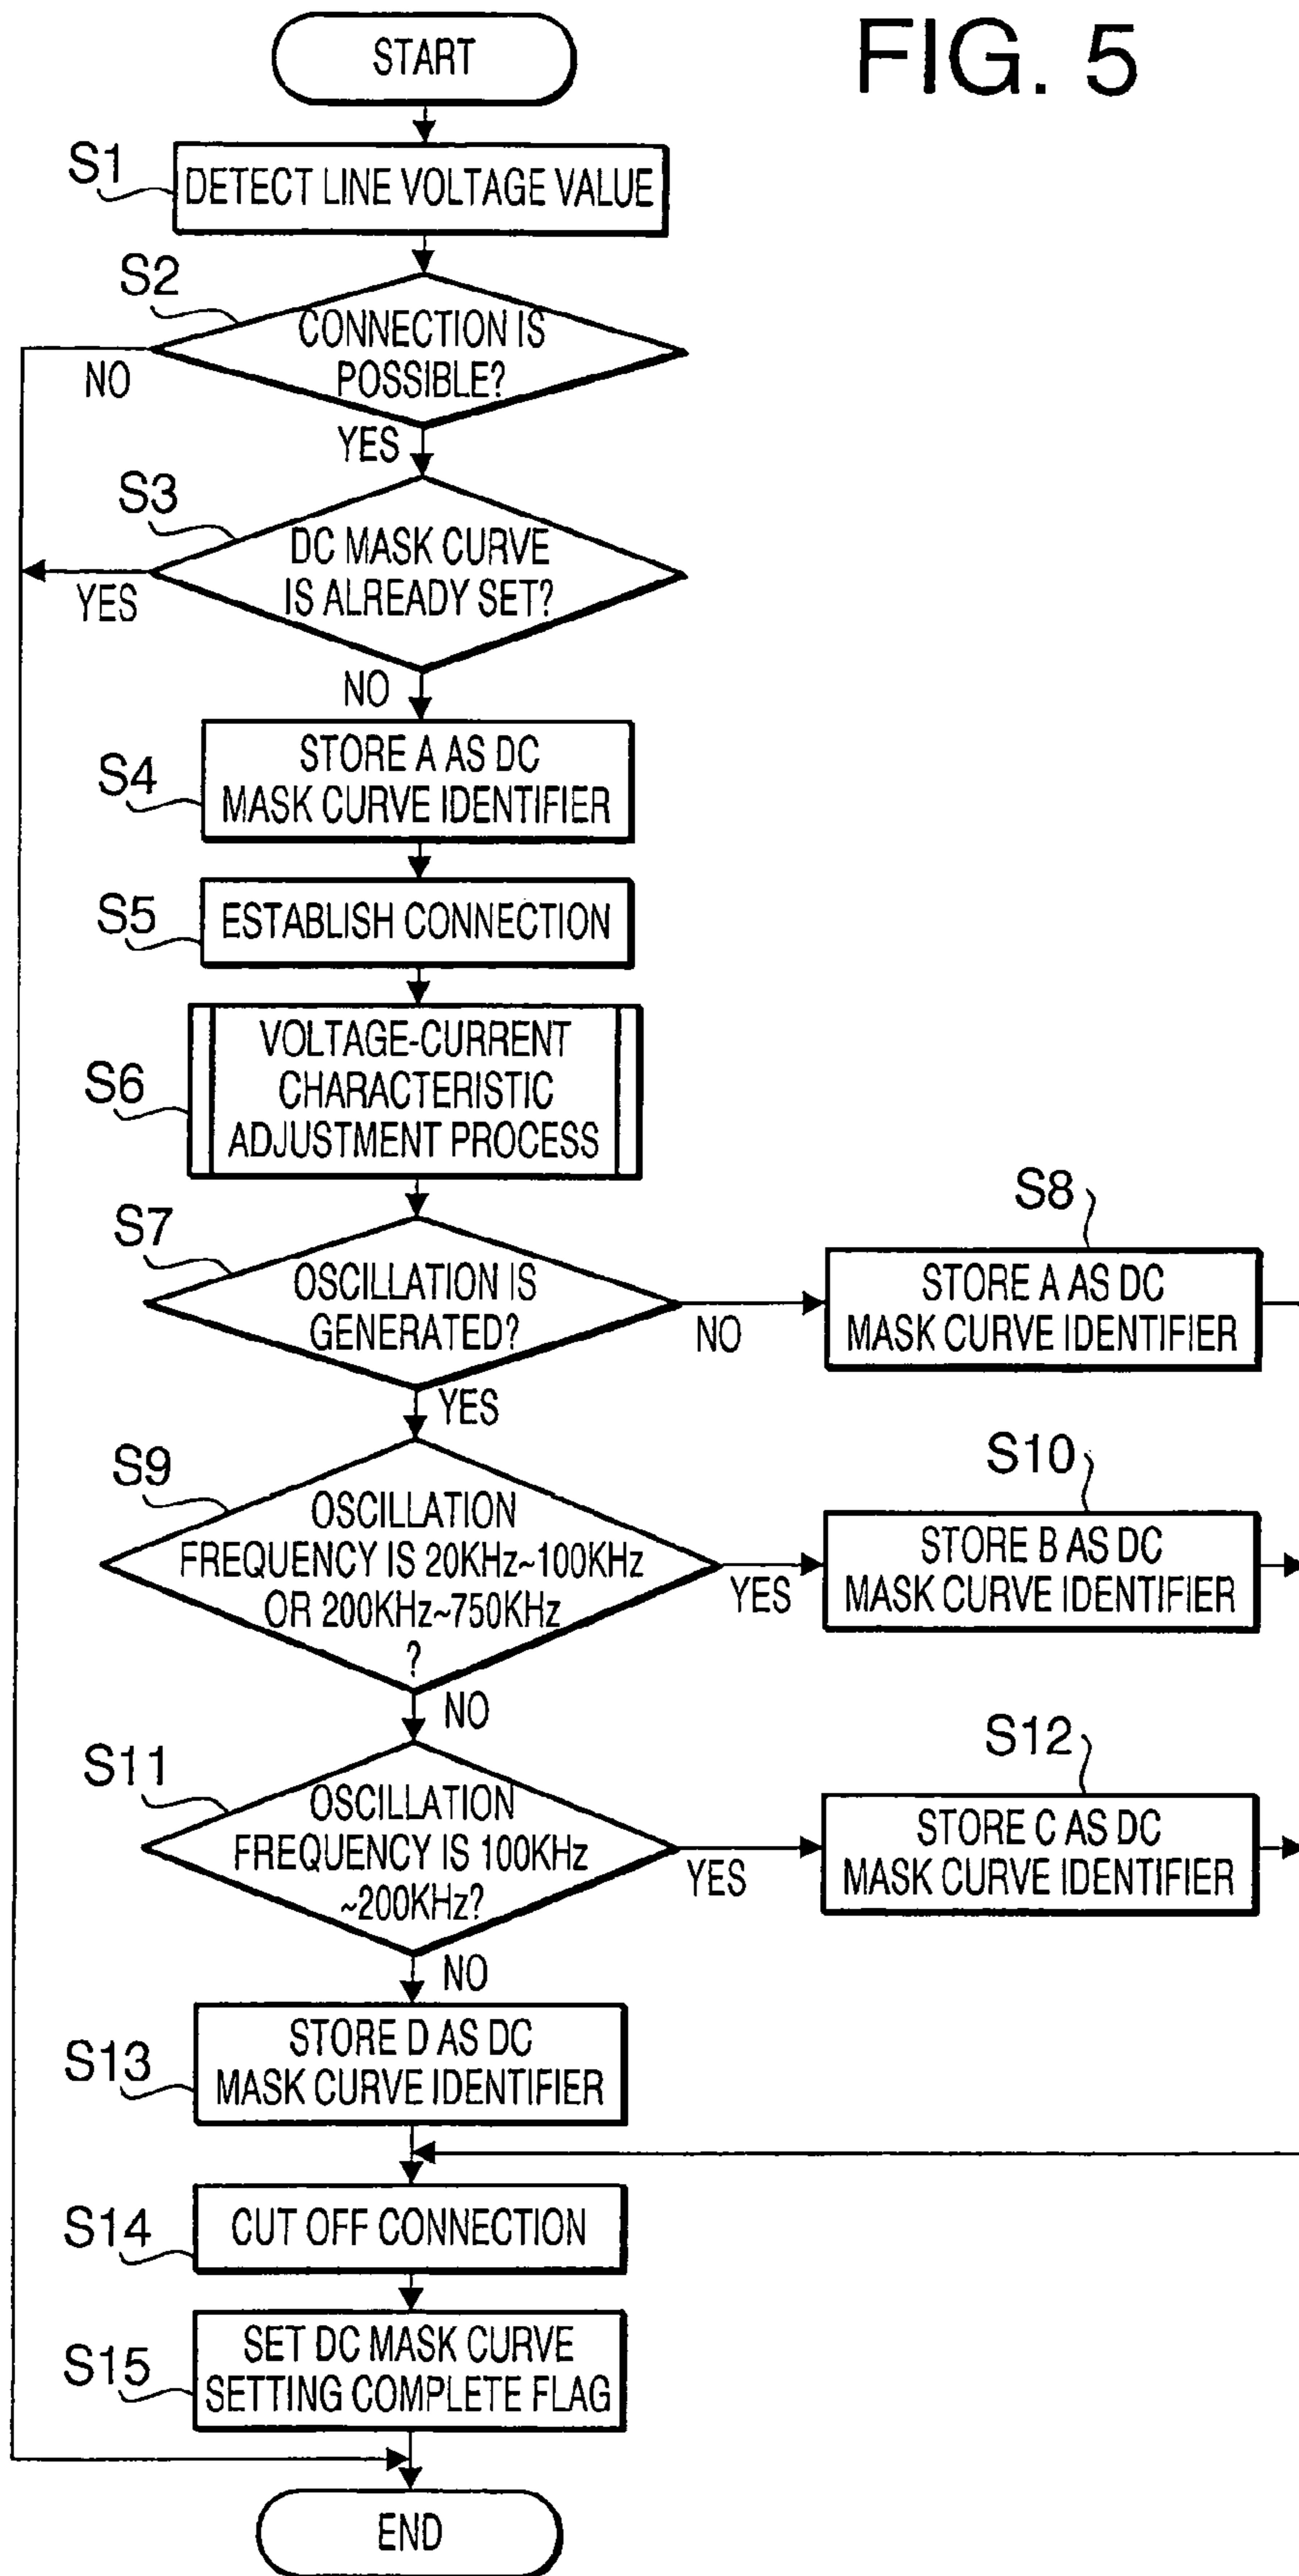 FIG. 5
START
S1
DETECT LINE VOLTAGE VALUE
S2
CONNECTION IS
POSSIBLE?
NO
YES
S3
DC MASK CURVE
IS ALREADY SET?
YES
NO
S4
STORE A AS DC
MASK CURVE IDENTIFIER
S5
ESTABLISH CONNECTION
S6
VOLTAGE-CURRENT
CHARACTERISTIC
ADJUSTMENT PROCESS
S7
OSCILLATION IS
GENERATED?
NO
YES
S8
STORE A AS DC
MASK CURVE IDENTIFIER
S9
OSCILLATION
FREQUENCY IS 20KHz~100KHz
OR 200KHz~750KHz
?
YES
NO
S10
STORE B AS DC
MASK CURVE IDENTIFIER
S11
OSCILLATION
FREQUENCY IS 100KHz
~200KHz?
YES
NO
S12
STORE C AS DC
MASK CURVE IDENTIFIER
S13
STORE D AS DC
MASK CURVE IDENTIFIER
S14
CUT OFF CONNECTION
S15
SET DC MASK CURVE
SETTING COMPLETE FLAG
END